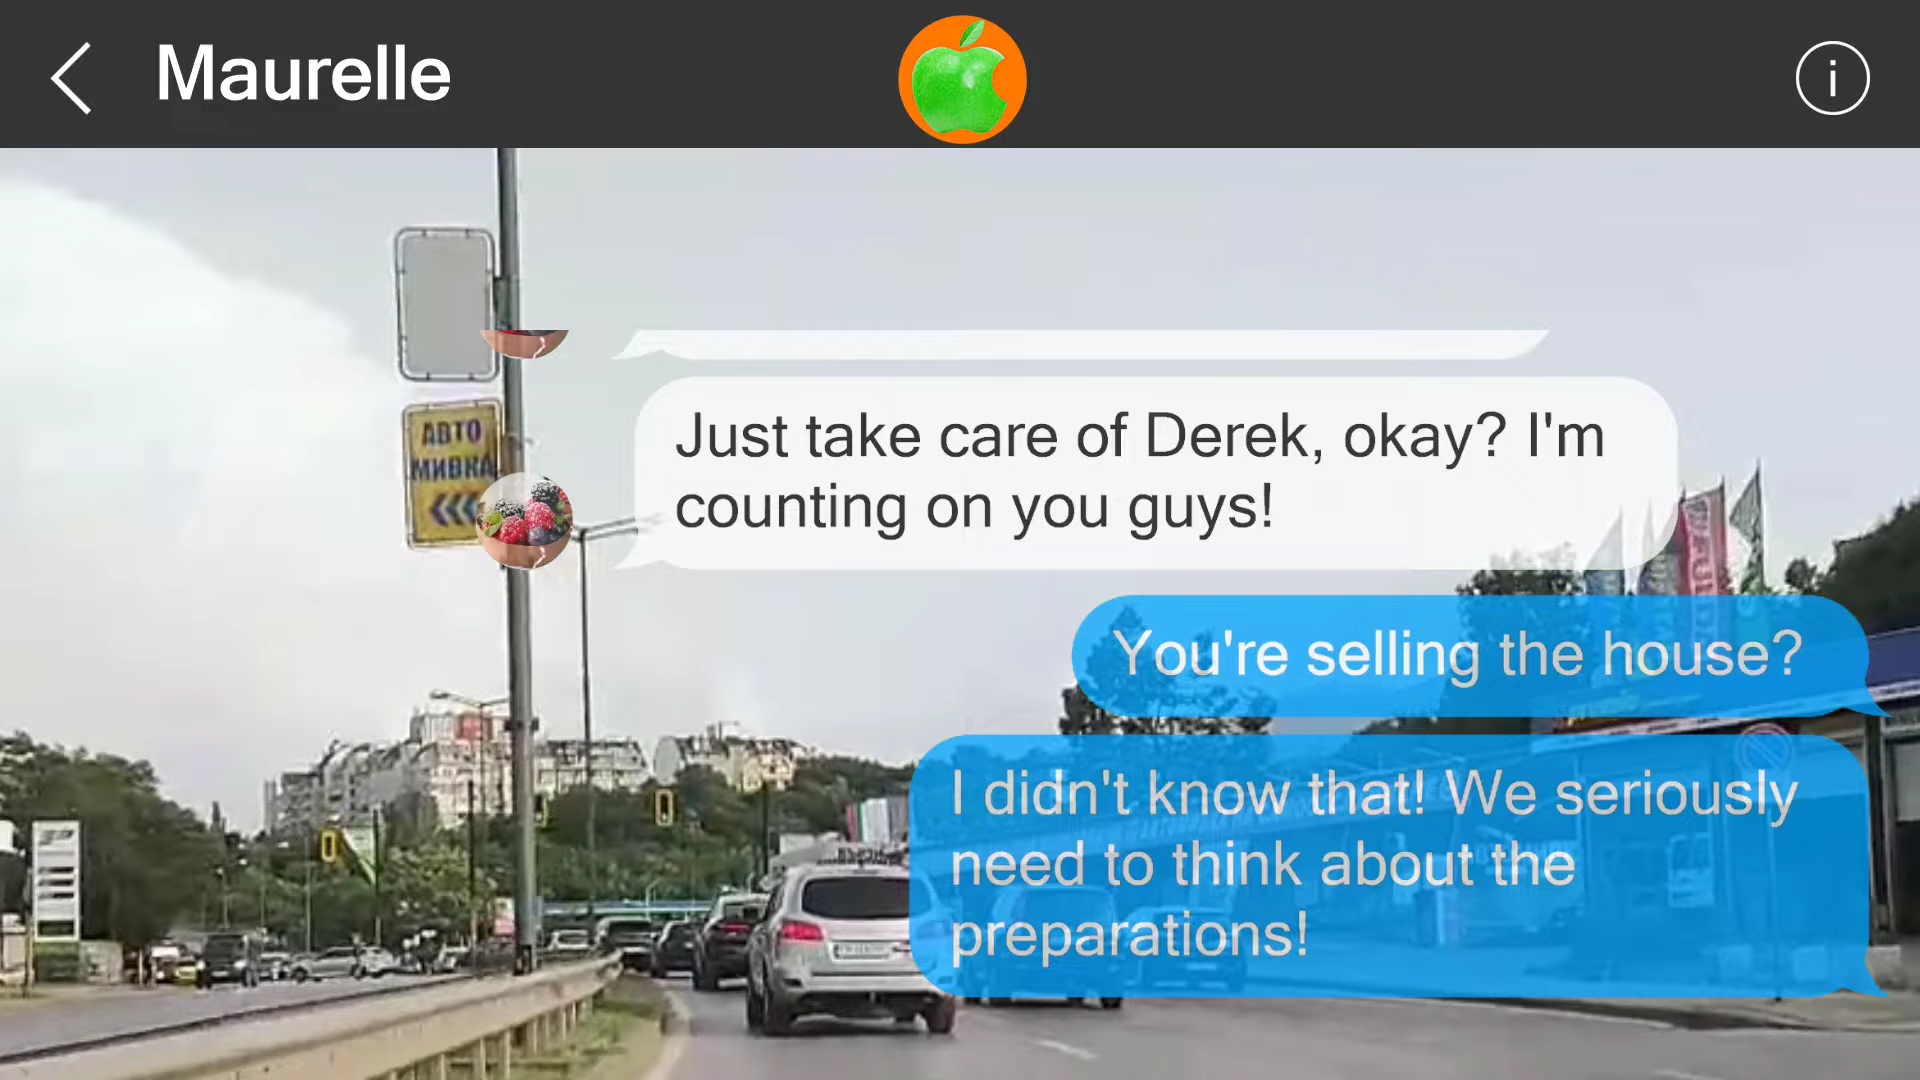 Maurelle
i
АВТО
МИВКА
Just take care of Derek, okay? I'm
counting on you guys!
You're selling the house?
I didn't know that! We seriously
need to think about the
preparations!